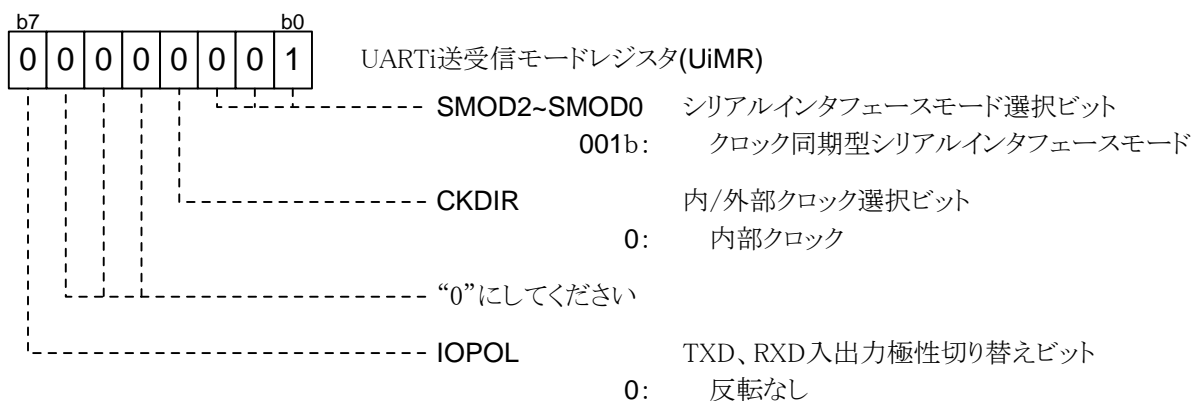 b7 b0
0 0 0 0 0 0 0 1 UARTi送受信モードレジスタ(UiMR)
SMOD2~SMOD0 シリアルインタフェースモード選択ビット
001b: クロック同期型シリアルインタフェースモード
CKDIR 内/外部クロック選択ビット
0: 内部クロック
“0”にしてください
IOPOL TXD、RXD入出力極性切り替えビット
0: 反転なし